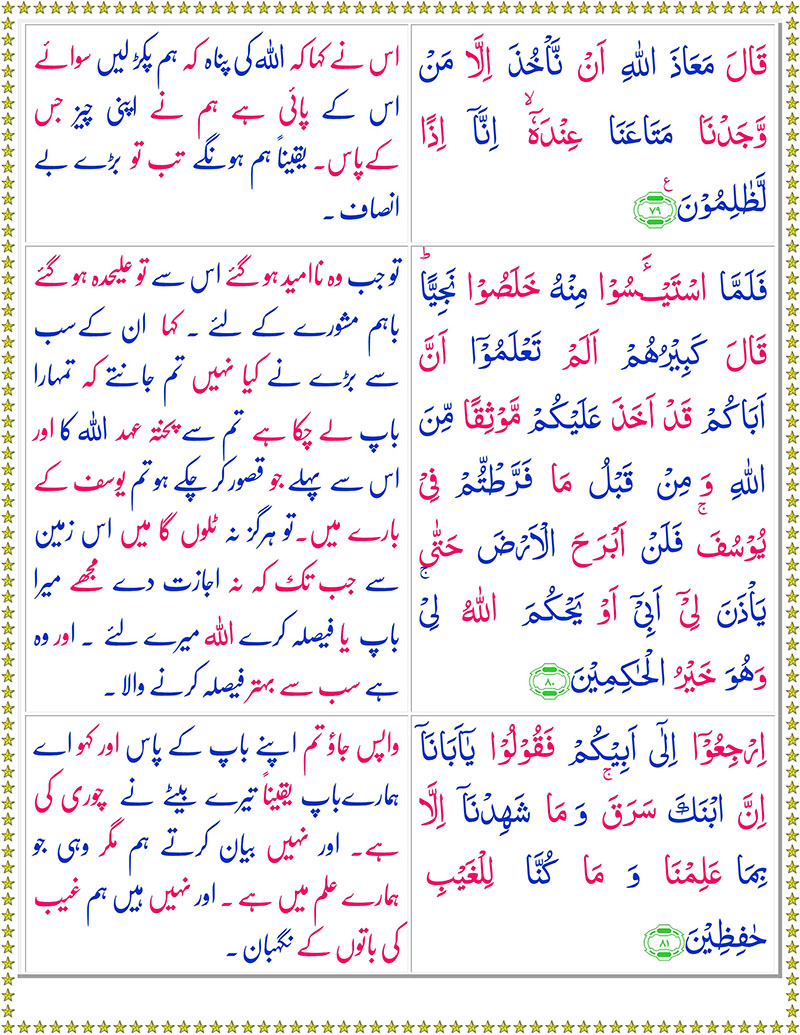 قَالَ مَعَاذَ اللّٰهِ اَنْ نَّاْخُذَ اِلَّا مَنْ
وَّجَدْنَا مَتَاعَنَا عِنْدَهٗۤ ۙ اِنَّاۤ اِذًا
لَّظٰلِمُوْنَ ع ﴿۷۹﴾
اس نے کہا کہ اللہ کی پناہ کہ ہم پکڑ لیں سوائے
اس کے پائی ہے ہم نے اپنی چیز جس
کے پاس۔ یقیناً ہم ہونگے تب تو بڑے بے
انصاف ۔
فَلَمَّا اسْتَيْـَٔسُوْا مِنْهُ خَلَصُوْا نَجِيًّا ؕ
قَالَ كَبِيْرُهُمْ اَلَمْ تَعْلَمُوْۤا اَنَّ
اَبَاكُمْ قَدْ اَخَذَ عَلَيْكُمْ مَّوْثِقًا مِّنَ
اللّٰهِ وَ مِنْ قَبْلُ مَا فَرَّطْتُّمْ فِيْ
يُوْسُفَ ۚ فَلَنْ اَبْرَحَ الْاَرْضَ حَتّٰى
يَاْذَنَ لِيْۤ اَبِيْۤ اَوْ يَحْكُمَ اللّٰهُ لِيْ ۚ
وَهُوَ خَيْرُ الْحٰكِمِيْنَ ﴿۸۰﴾
تو جب وہ ناامید ہو گئے اس سے تو علیحدہ ہو گئے
باہم مشورے کے لئے ۔ کہا ان کے سب
سے بڑے نے کیا نہیں تم جانتے کہ تمہارا
باپ لے چکا ہے تم سے پختہ عہد اللہ کا اور
اس سے پہلے جو قصور کر چکے ہو تم یوسف کے
بارے میں۔ تو ہرگز نہ ٹلوں گا میں اس زمین
سے جب تک کہ نہ اجازت دے مجھے میرا
باپ یا فیصلہ کرے اللہ میرے لئے ۔ اور وہ
ہے سب سے بہتر فیصلہ کرنے والا ۔
اِرْجِعُوْۤا اِلٰۤى اَبِيْكُمْ فَقُوْلُوْا يٰۤاَبَانَاۤ
اِنَّ ابْنَكَ سَرَقَ ۚ وَ مَا شَهِدْنَاۤ اِلَّا
بِمَا عَلِمْنَا وَ مَا كُنَّا لِلْغَيْبِ
حٰفِظِيْنَ ﴿۸۱﴾
واپس جاؤ تم اپنے باپ کے پاس اور کہو اے
ہمارے باپ یقیناً تیرے بیٹے نے چوری کی
ہے۔ اور نہیں بیان کرتے ہم مگر وہی جو
ہمارے علم میں ہے ۔ اور نہیں ہیں ہم غیب
کی باتوں کے نگہبان ۔